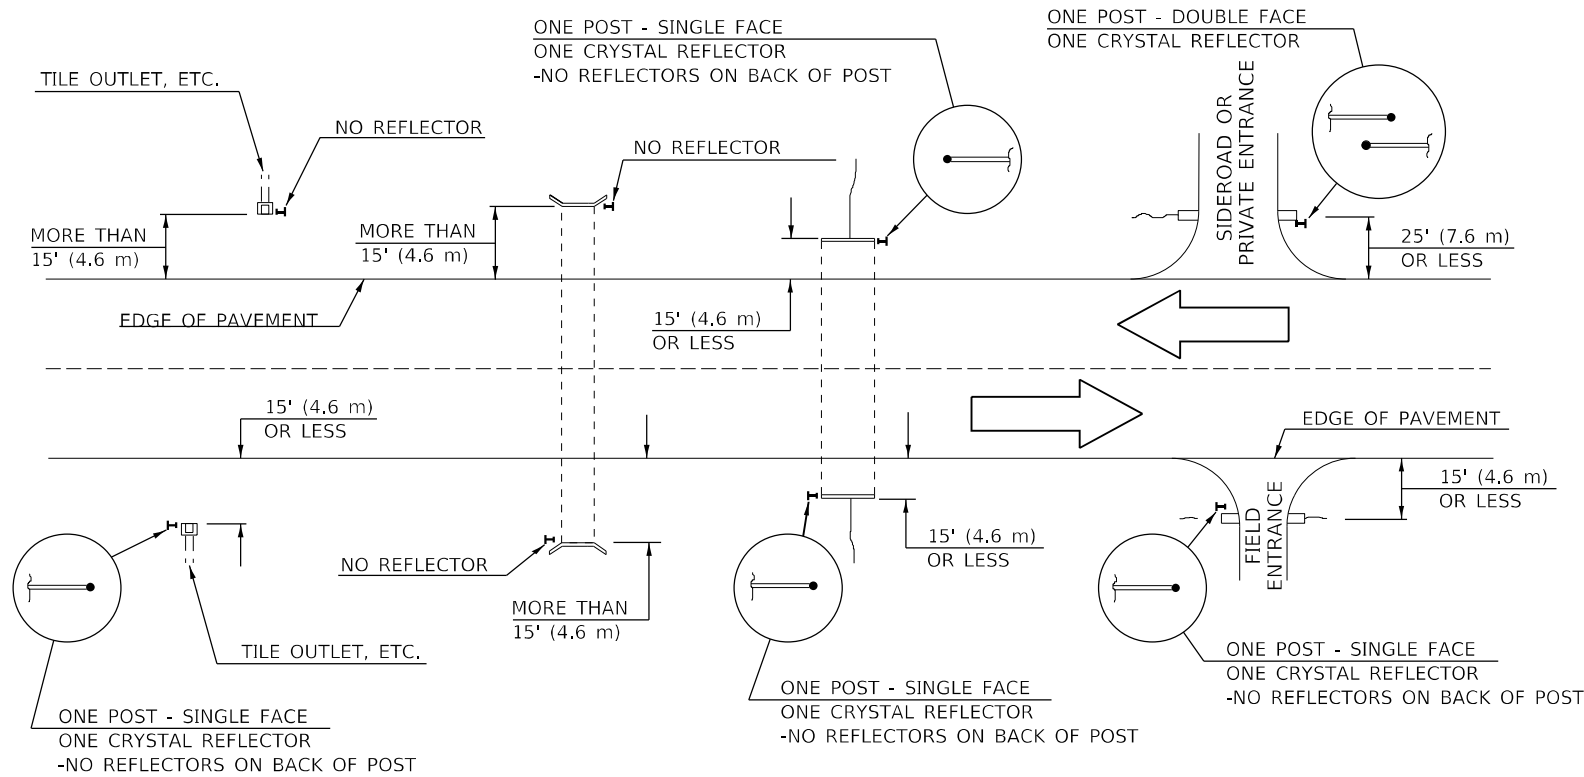 ONE POST - SINGLE FACE
ONE CRYSTAL REFLECTOR
-NO REFLECTORS ON BACK OF POST
ONE POST - DOUBLE FACE
ONE CRYSTAL REFLECTOR
TILE OUTLET, ETC.
NO REFLECTOR
NO REFLECTOR
SIDEROAD OR
PRIVATE ENTRANCE
MORE THAN
15' (4.6 m)
MORE THAN
15' (4.6 m)
25' (7.6 m)
OR LESS
EDGE OF PAVEMENT
15' (4.6 m)
OR LESS
15' (4.6 m)
OR LESS
EDGE OF PAVEMENT
15' (4.6 m)
OR LESS
FIELD
ENTRANCE
15' (4.6 m)
OR LESS
NO REFLECTOR
MORE THAN
15' (4.6 m)
TILE OUTLET, ETC.
ONE POST - SINGLE FACE
ONE CRYSTAL REFLECTOR
-NO REFLECTORS ON BACK OF POST
ONE POST - SINGLE FACE
ONE CRYSTAL REFLECTOR
-NO REFLECTORS ON BACK OF POST
ONE POST - SINGLE FACE
ONE CRYSTAL REFLECTOR
-NO REFLECTORS ON BACK OF POST